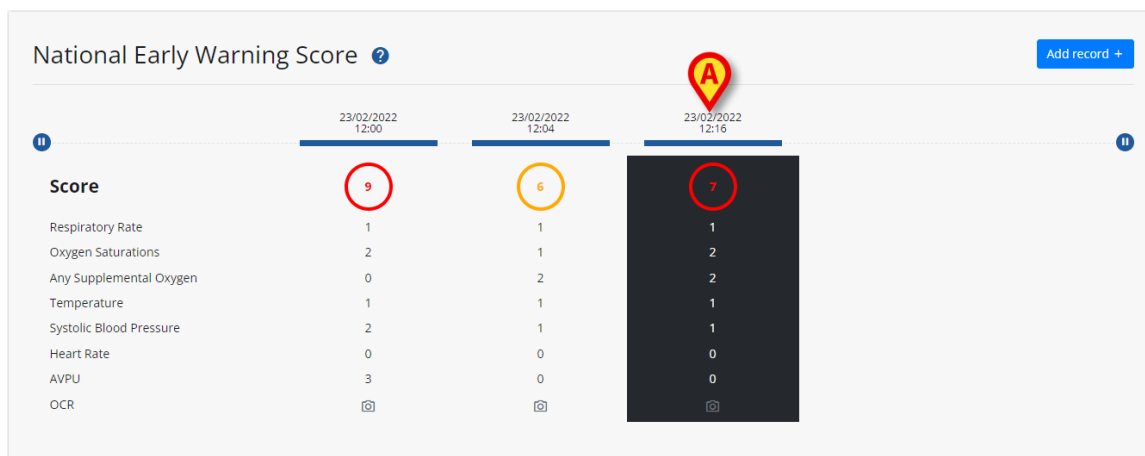 National Early Warning Score ?
Add record +
A
23/02/2022 23/02/2022 23/02/2022
12:00 12:04 12:16
Score 9 6 7
Respiratory Rate 1 1 1
Oxygen Saturations 2 1 2
Any Supplemental Oxygen 0 2 2
Temperature 1 1 1
Systolic Blood Pressure 2 1 1
Heart Rate 0 0 0
AVPU 3 0 0
OCR